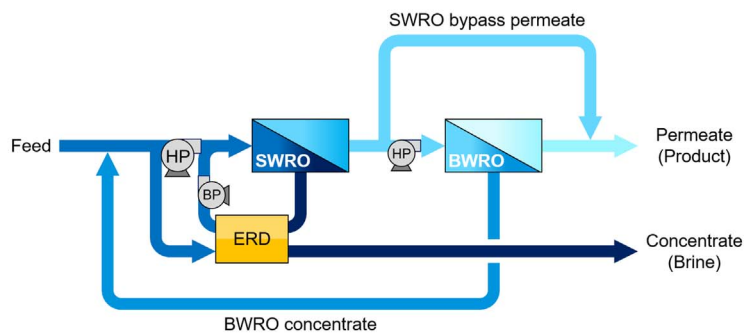 SWRO bypass permeate
Feed
HP
SWRO
HP
BWRO
Permeate
(Product)
BP
ERD
Concentrate
(Brine)
BWRO concentrate